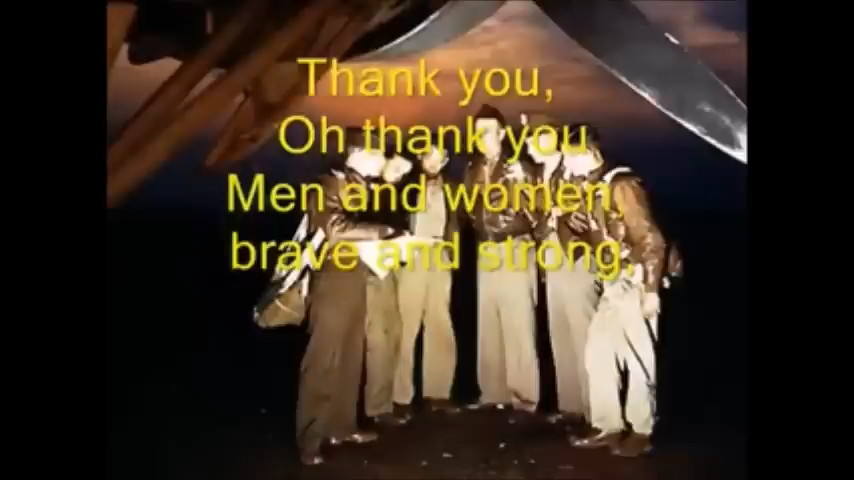 Thank you,
Oh thank you
Men and women,
brave and strong,